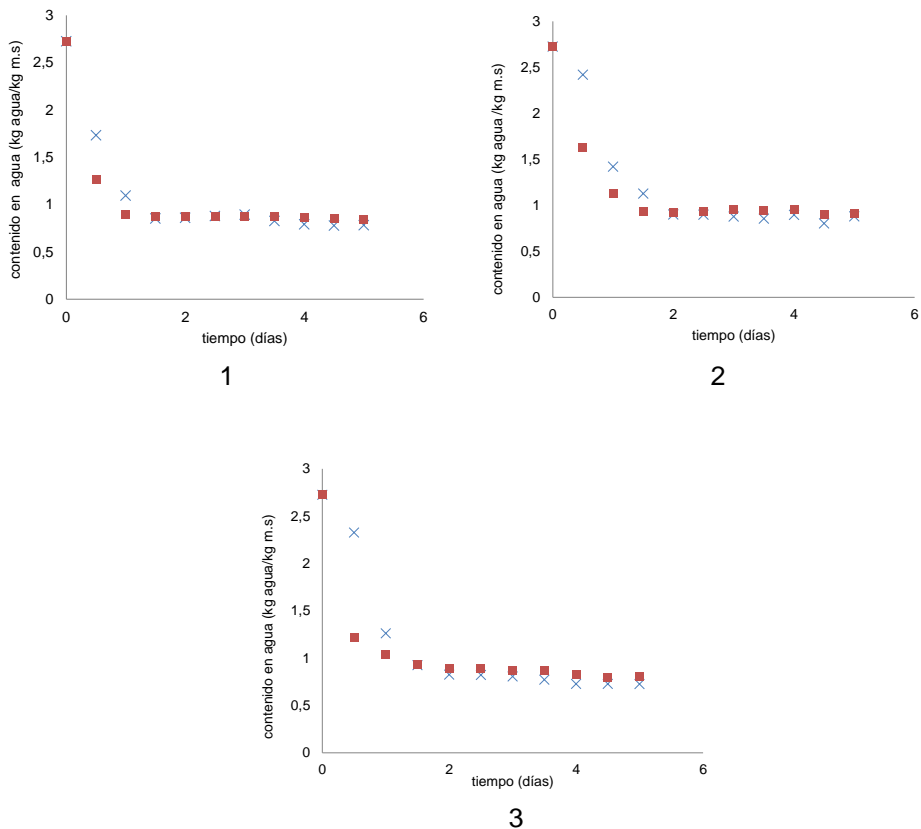 3
2,5
2
1,5
1
0,5
0
0 2 4 6
contenido en agua (kg agua/kg m.s)
tiempo (días)
1
3
2,5
2
1,5
1
0,5
0
0 2 4 6
contenido en agua (kg agua /kg m.s)
tiempo (días)
2
3
2,5
2
1,5
1
0,5
0
0 2 4 6
contenido en agua (kg agua/kg m.s)
tiempo (días)
3